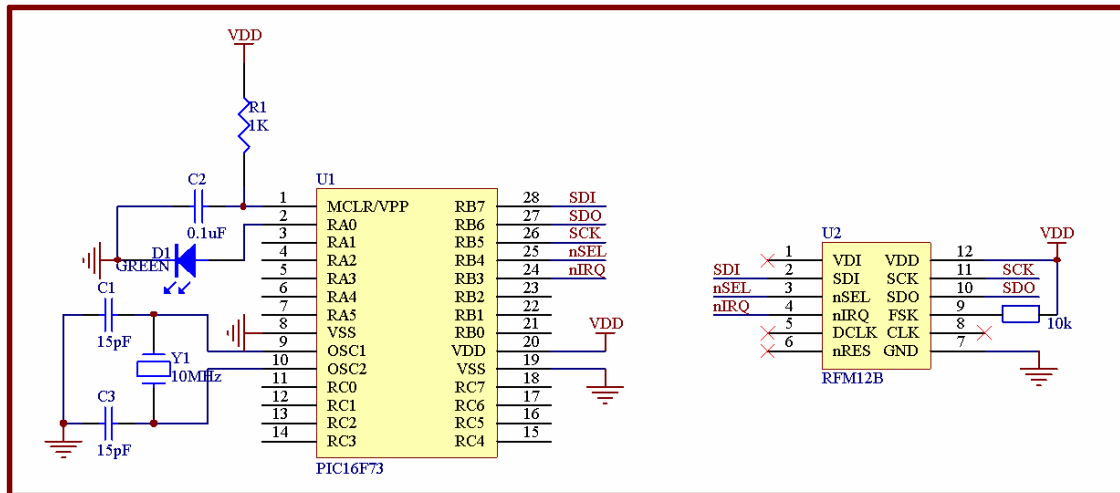 VDD
R1
1K
C2
0.1uF
D1
GREEN
C1
15pF
Y1
10MHz
C3
15pF
U1
1 MCLR/VPP RB7 28 SDI
2 RA0 RB6 27 SDO
3 RA1 RB5 26 SCK
4 RA2 RB4 25 nSEL
5 RA3 RB3 24 nIRQ
6 RA4 RB2 23
7 RA5 RB1 22
8 VSS RB0 21
9 OSC1 VDD 20 VDD
10 OSC2 VSS 19
11 RC0 RC7 18
12 RC1 RC6 17
13 RC2 RC5 16
14 RC3 RC4 15
PIC16F73
U2
VDD
1 VDI VDD 12
SDI 2 SDI SCK 11 SCK
nSEL 3 nSEL SDO 10 SDO
nIRQ 4 nIRQ FSK 9 10k
5 DCLK CLK 8
6 nRES GND 7
RFM12B